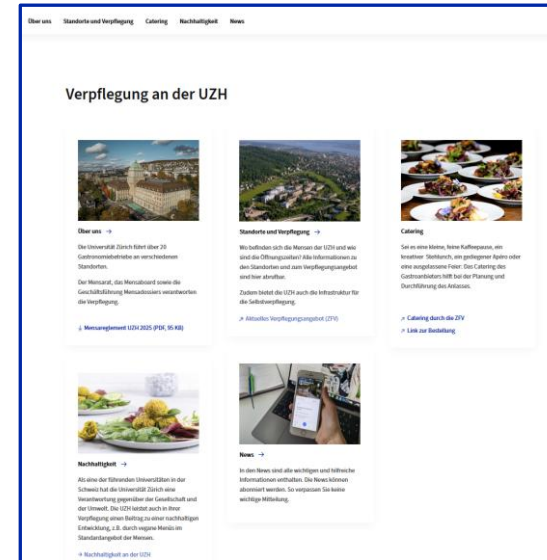 Über uns Standorte und Verpflegung Catering Nachhaltigkeit News
Verpflegung an der UZH
Über uns →
Die Universität Zürich führt über 20
Gastronomiebetriebe an verschiedenen
Standorten.
Der Mensarat, das Mensaboard sowie die
Geschäftsführung Mensadossiers verantworten
die Verpflegung.
↓ Mensareglement UZH 2025 (PDF, 95 KB)
Standorte und Verpflegung →
Wo befinden sich die Mensen der UZH und wie
sind die Öffnungszeiten? Alle Informationen zu
den Standorten und zum Verpflegungsangebot
sind hier abrufbar.
Zudem bietet die UZH auch die Infrastruktur für
die Selbstverpflegung.
↗ Aktuelles Verpflegungsangebot (ZFV)
Catering
Sei es eine kleine, feine Kaffeepause, ein
kreativer Stehlunch, ein gediegener Apéro oder
eine ausgelassene Feier: Das Catering des
Gastroanbieters hilft bei der Planung und
Durchführung des Anlasses.
↗ Catering durch die ZFV
↗ Link zur Bestellung
Nachhaltigkeit →
Als eine der führenden Universitäten in der
Schweiz hat die Universität Zürich eine
Verantwortung gegenüber der Gesellschaft und
der Umwelt. Die UZH leistet auch in ihrer
Verpflegung einen Beitrag zu einer nachhaltigen
Entwicklung, z.B. durch vegane Menüs im
Standardangebot der Mensen.
→ Nachhaltigkeit an der UZH
News →
In den News sind alle wichtigen und hilfreiche
Informationen enthalten. Die News können
abonniert werden. So verpassen Sie keine
wichtige Mitteilung.